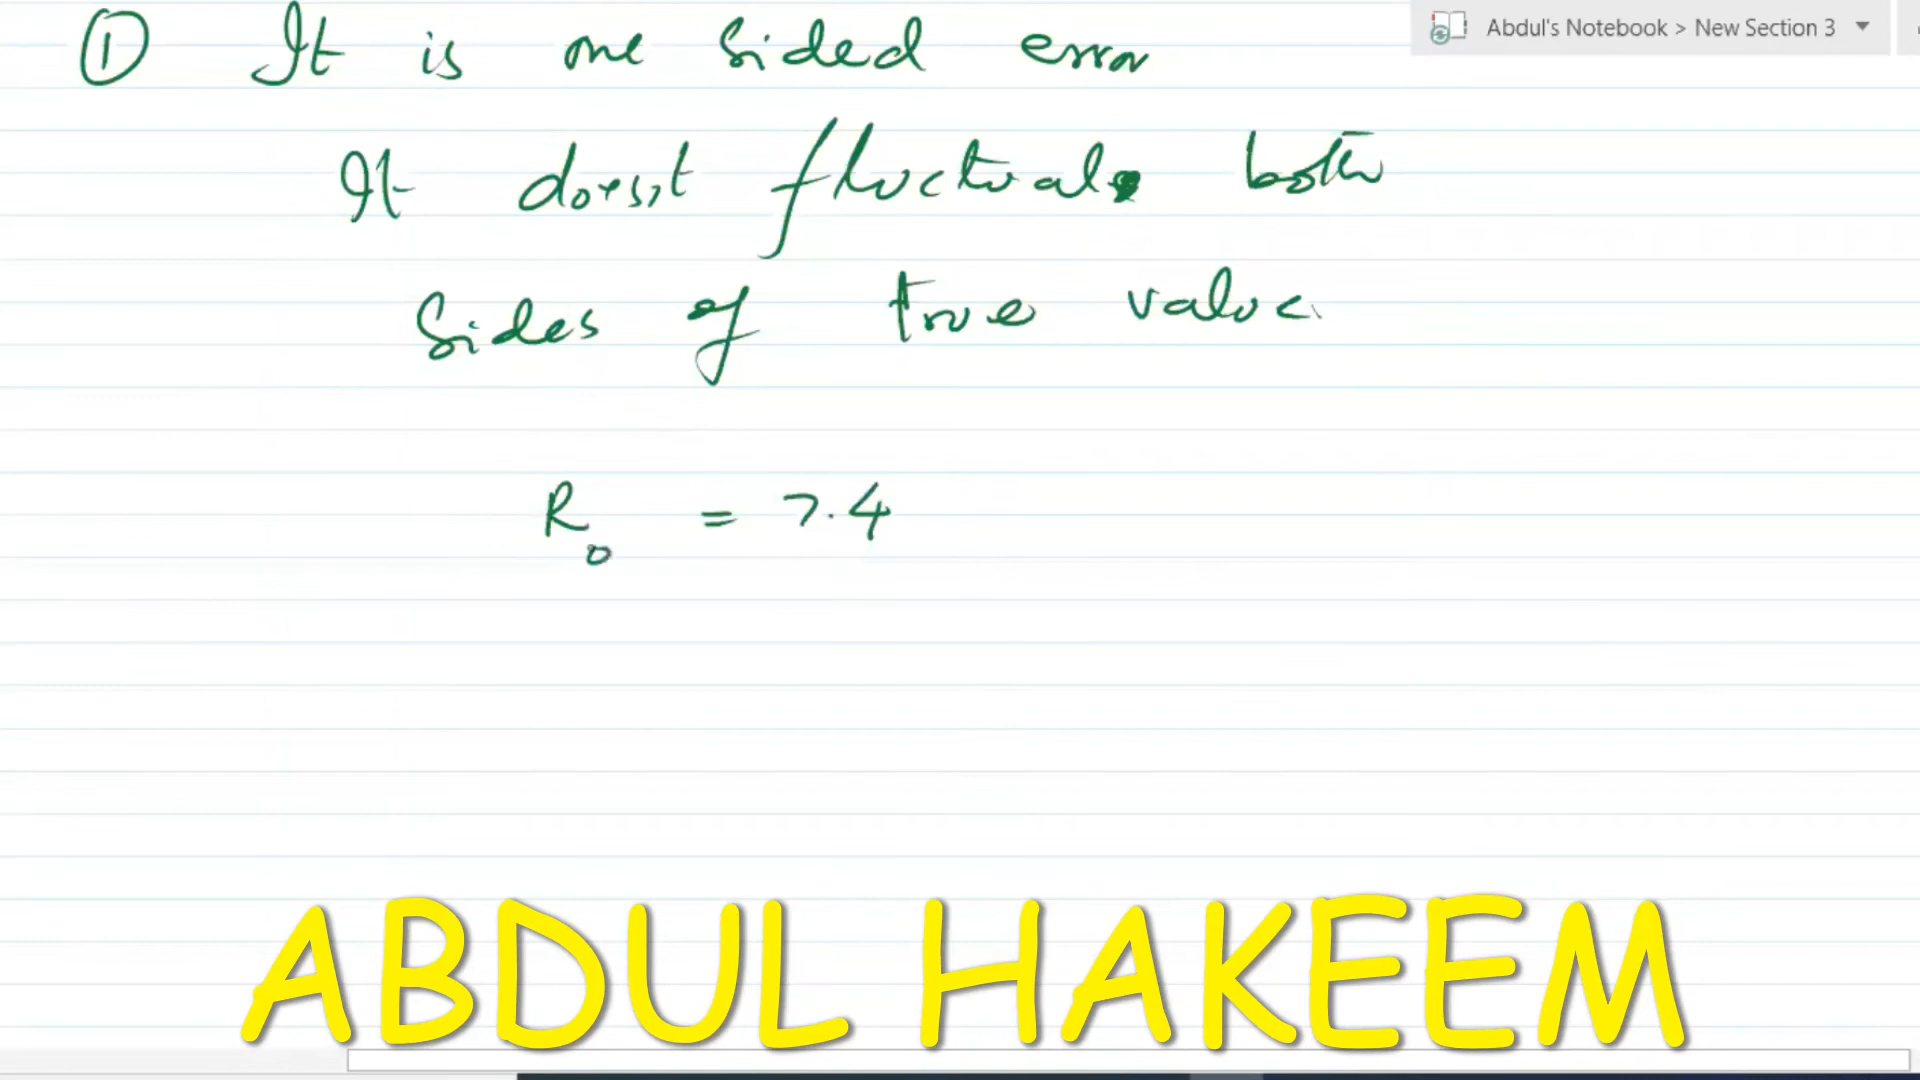 ① It is one sided error
Abdul's Notebook > New Section 3
It doesn't fluctuate both
sides of true value.
R₀ = 7.4
ABDUL HAKEEM